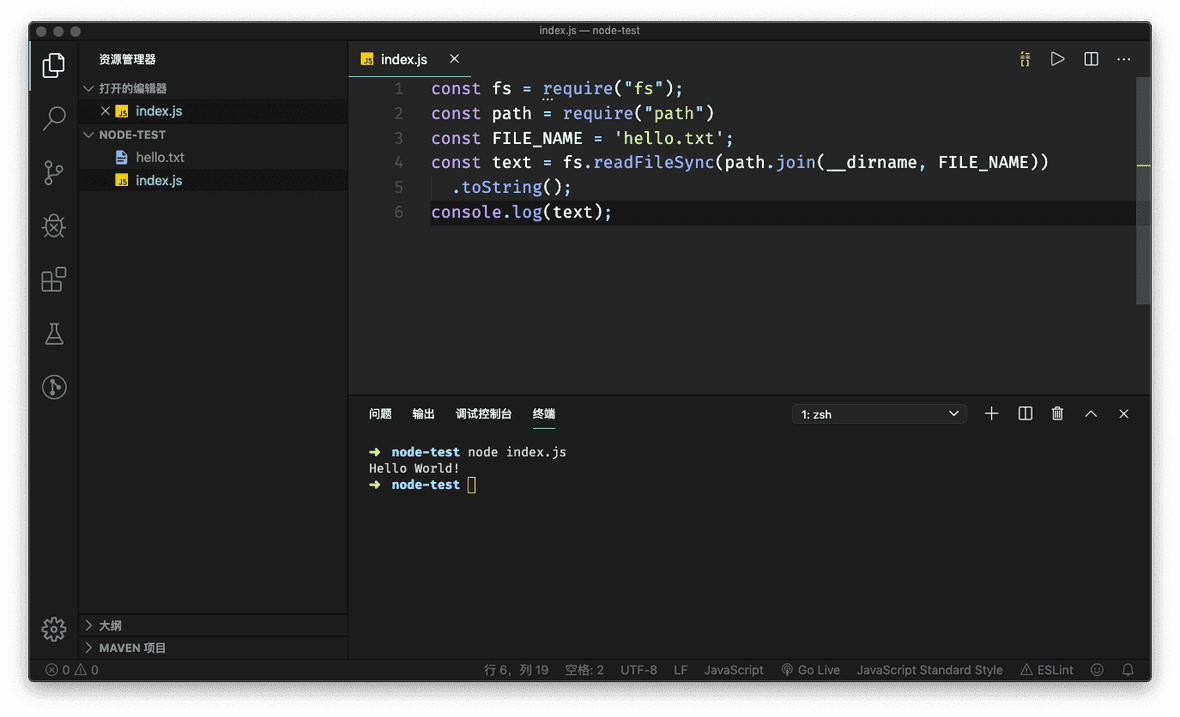 index.js — node-test
资源管理器
打开的编辑器
JS index.js
NODE-TEST
hello.txt
JS index.js
大纲
MAVEN 项目
JS index.js
1 const fs = require("fs");
2 const path = require("path")
3 const FILE_NAME = 'hello.txt';
4 const text = fs.readFileSync(path.join(__dirname, FILE_NAME))
5 .toString();
6 console.log(text);
问题 输出 调试控制台 终端 1: zsh
➜ node-test node index.js
Hello World!
➜ node-test
0 0 行 6，列 19 空格: 2 UTF-8 LF JavaScript Go Live JavaScript Standard Style ESLint